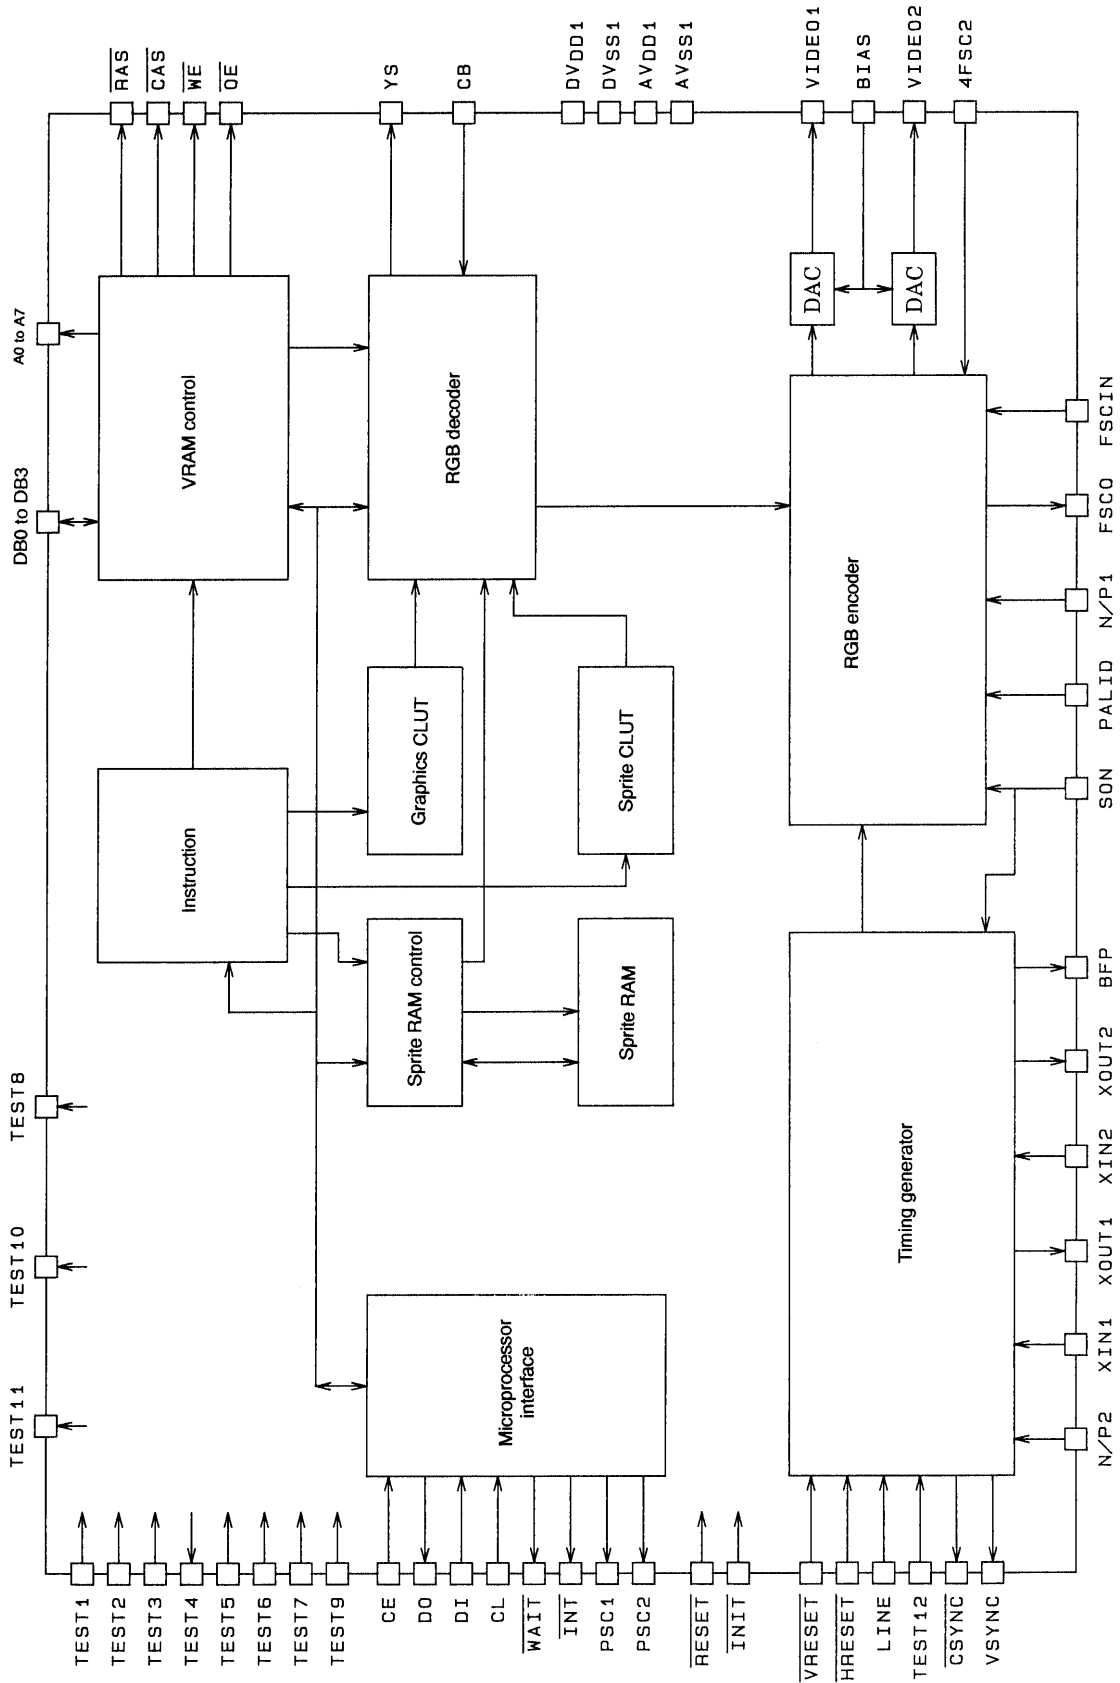 TEST11
TEST10
TEST8
DB0 to DB3
A0 to A7
TEST1
TEST2
TEST3
TEST4
TEST5
TEST6
TEST7
TEST9
CE
DO
DI
CL
WAIT
INT
PSC1
PSC2
RESET
INIT
VRESET
HRESET
LINE
TEST12
CSYNC
VSYNC
Instruction
VRAM control
Microprocessor
interface
Sprite RAM control
Graphics CLUT
RGB decoder
Sprite RAM
Sprite CLUT
Timing generator
RGB encoder
DAC
DAC
RAS
CAS
WE
OE
YS
CB
DVDD1
DVSS1
AVDD1
AVSS1
VIDEO1
BIAS
VIDEO2
4FSC2
N/P2
XIN1
XOUT1
XIN2
XOUT2
BFP
SON
PALID
N/P1
FSCO
FSCIN